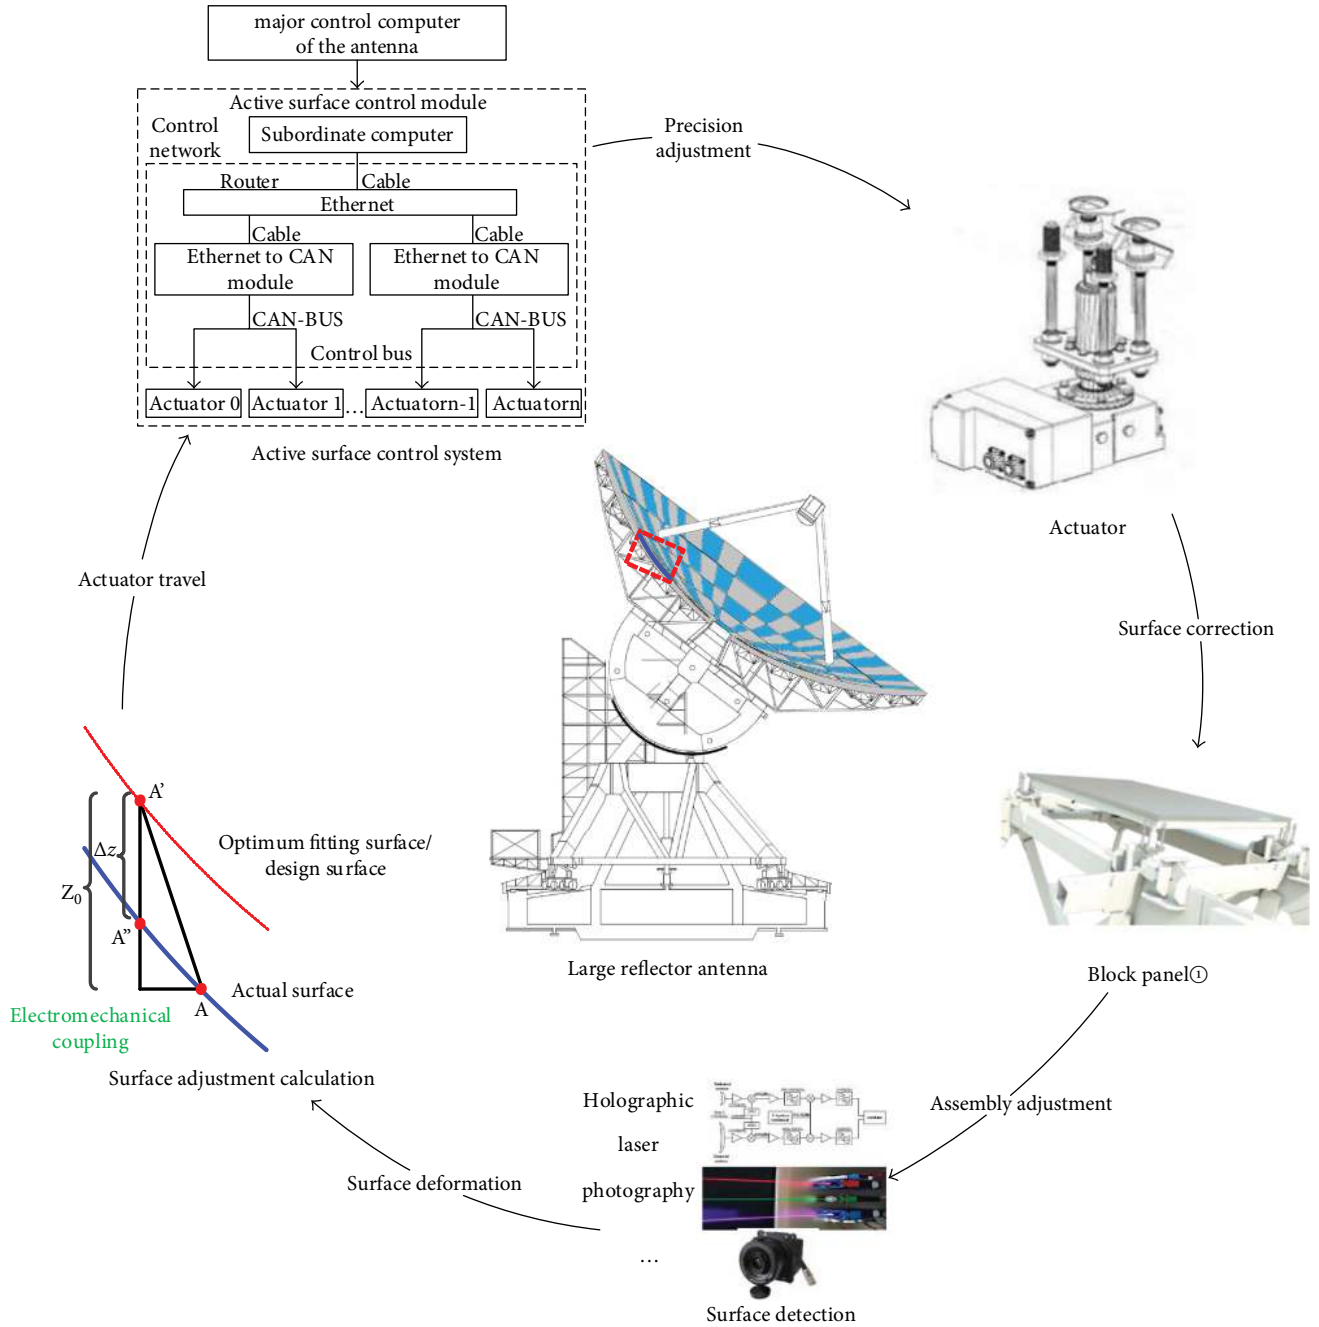 major control computer
of the antenna
Active surface control module
Control
network
Subordinate computer
Router
Cable
Ethernet
Cable
Cable
Ethernet to CAN
module
Ethernet to CAN
module
CAN-BUS
CAN-BUS
Control bus
Actuator 0
Actuator 1
...
Actuatorn-1
Actuatorn
Active surface control system
Precision
adjustment
Actuator
Surface correction
Block panel①
Assembly adjustment
Holographic
laser
photography
...
Surface detection
Surface deformation
Surface adjustment calculation
Electromechanical
coupling
Actual surface
A
A''
A'
Δz
Z0
Optimum fitting surface/
design surface
Actuator travel
Large reflector antenna